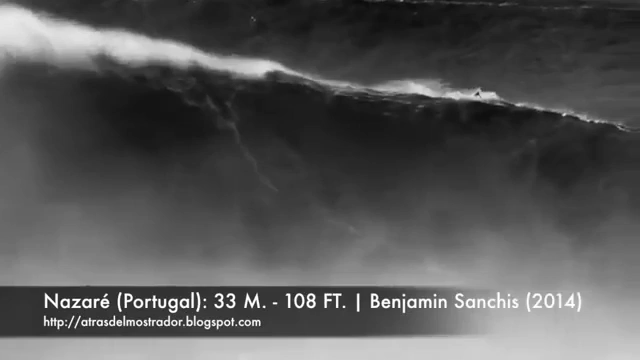 Nazaré (Portugal): 33 M. - 108 FT. | Benjamin Sanchis (2014)
http://atrasdelmostrador.blogspot.com